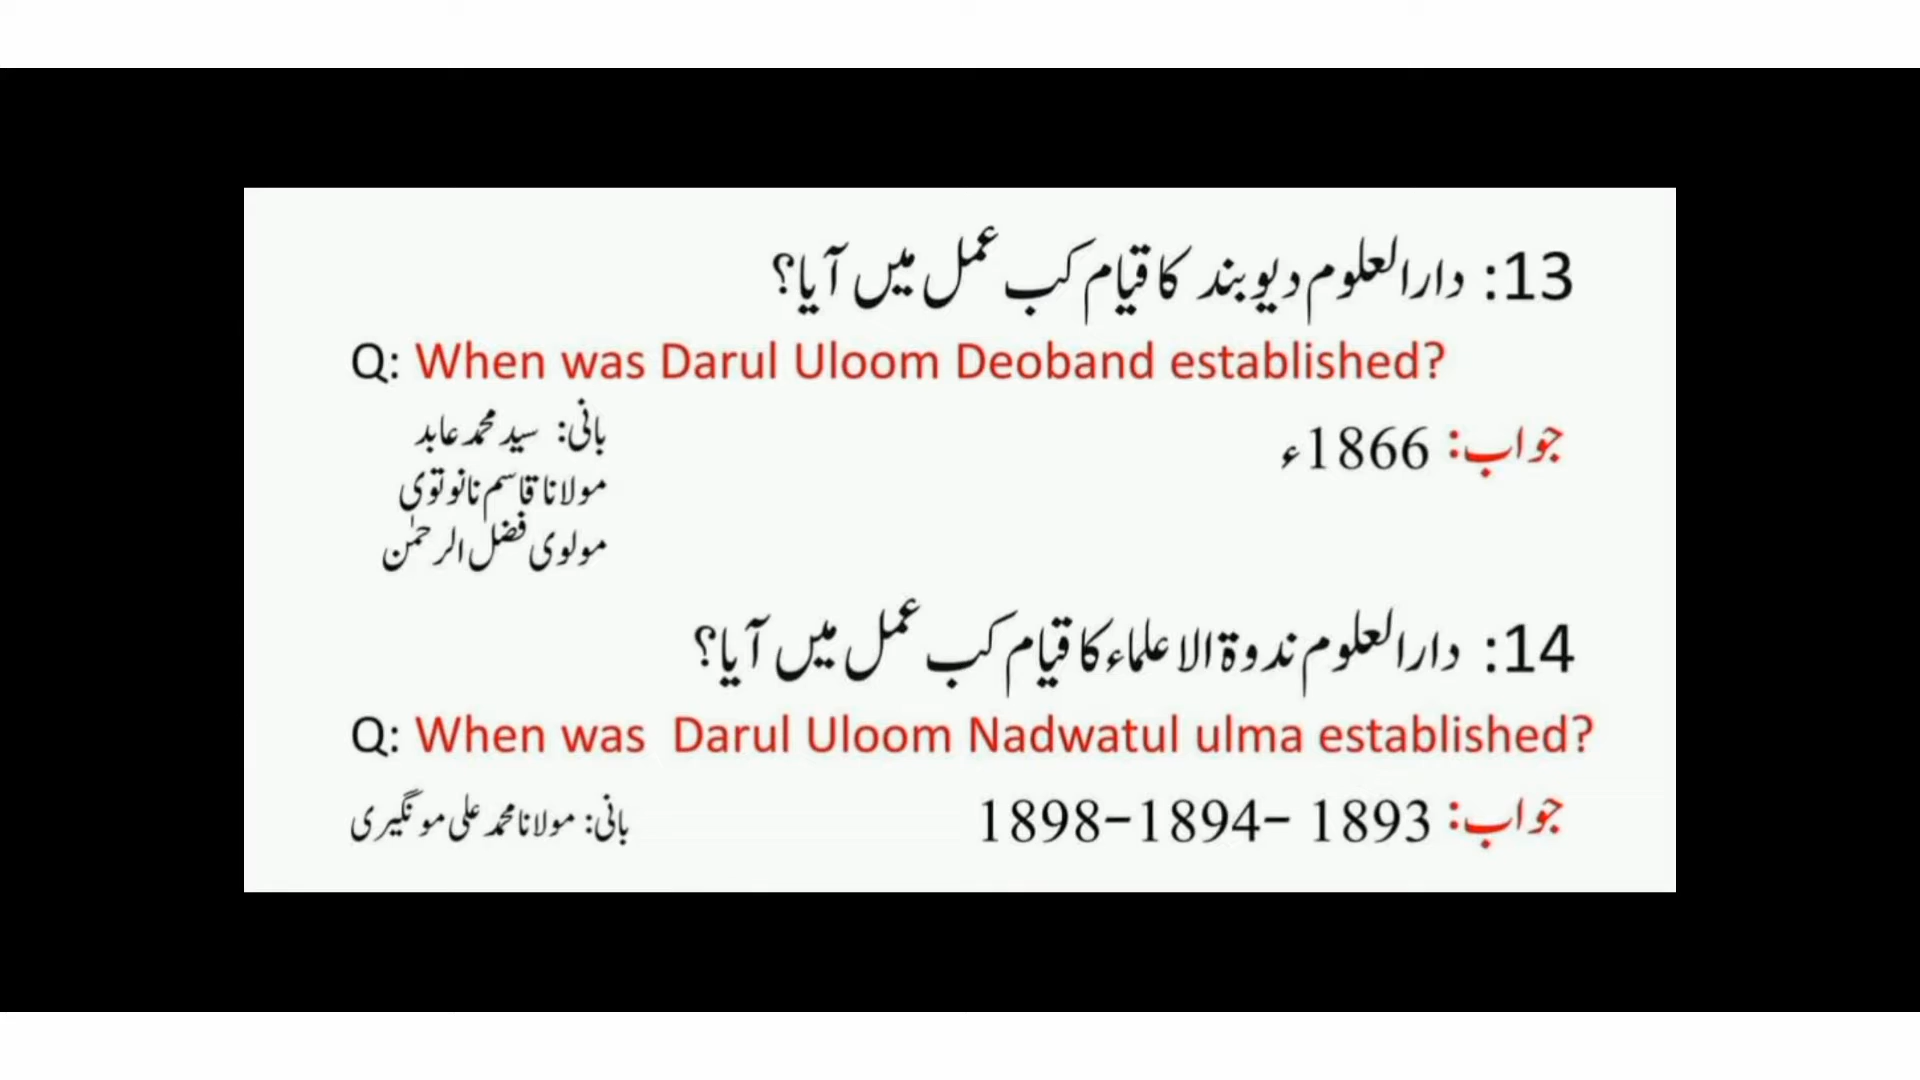 13: دارالعلوم دیوبند کا قیام کب عمل میں آیا؟
Q: When was Darul Uloom Deoband established?
جواب: 1866ء
بانی: سید محمد عابد
مولانا قاسم نانوتوی
مولوی فضل الرحمٰن
14: دارالعلوم ندوۃ الاعلماء کا قیام کب عمل میں آیا؟
Q: When was Darul Uloom Nadwatul ulma established?
جواب: 1893 -1894-1898
بانی: مولانا محمد علی مونگیری